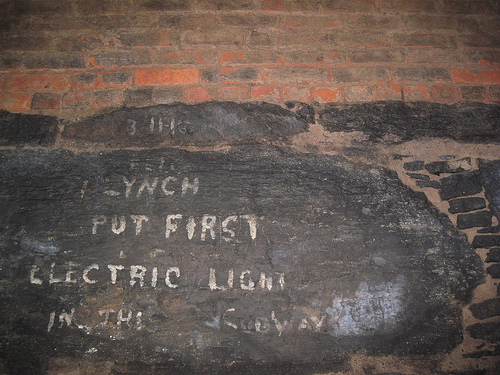 LYNCH
PUT FIRST
ELECTRIC LIGHT
IN THE